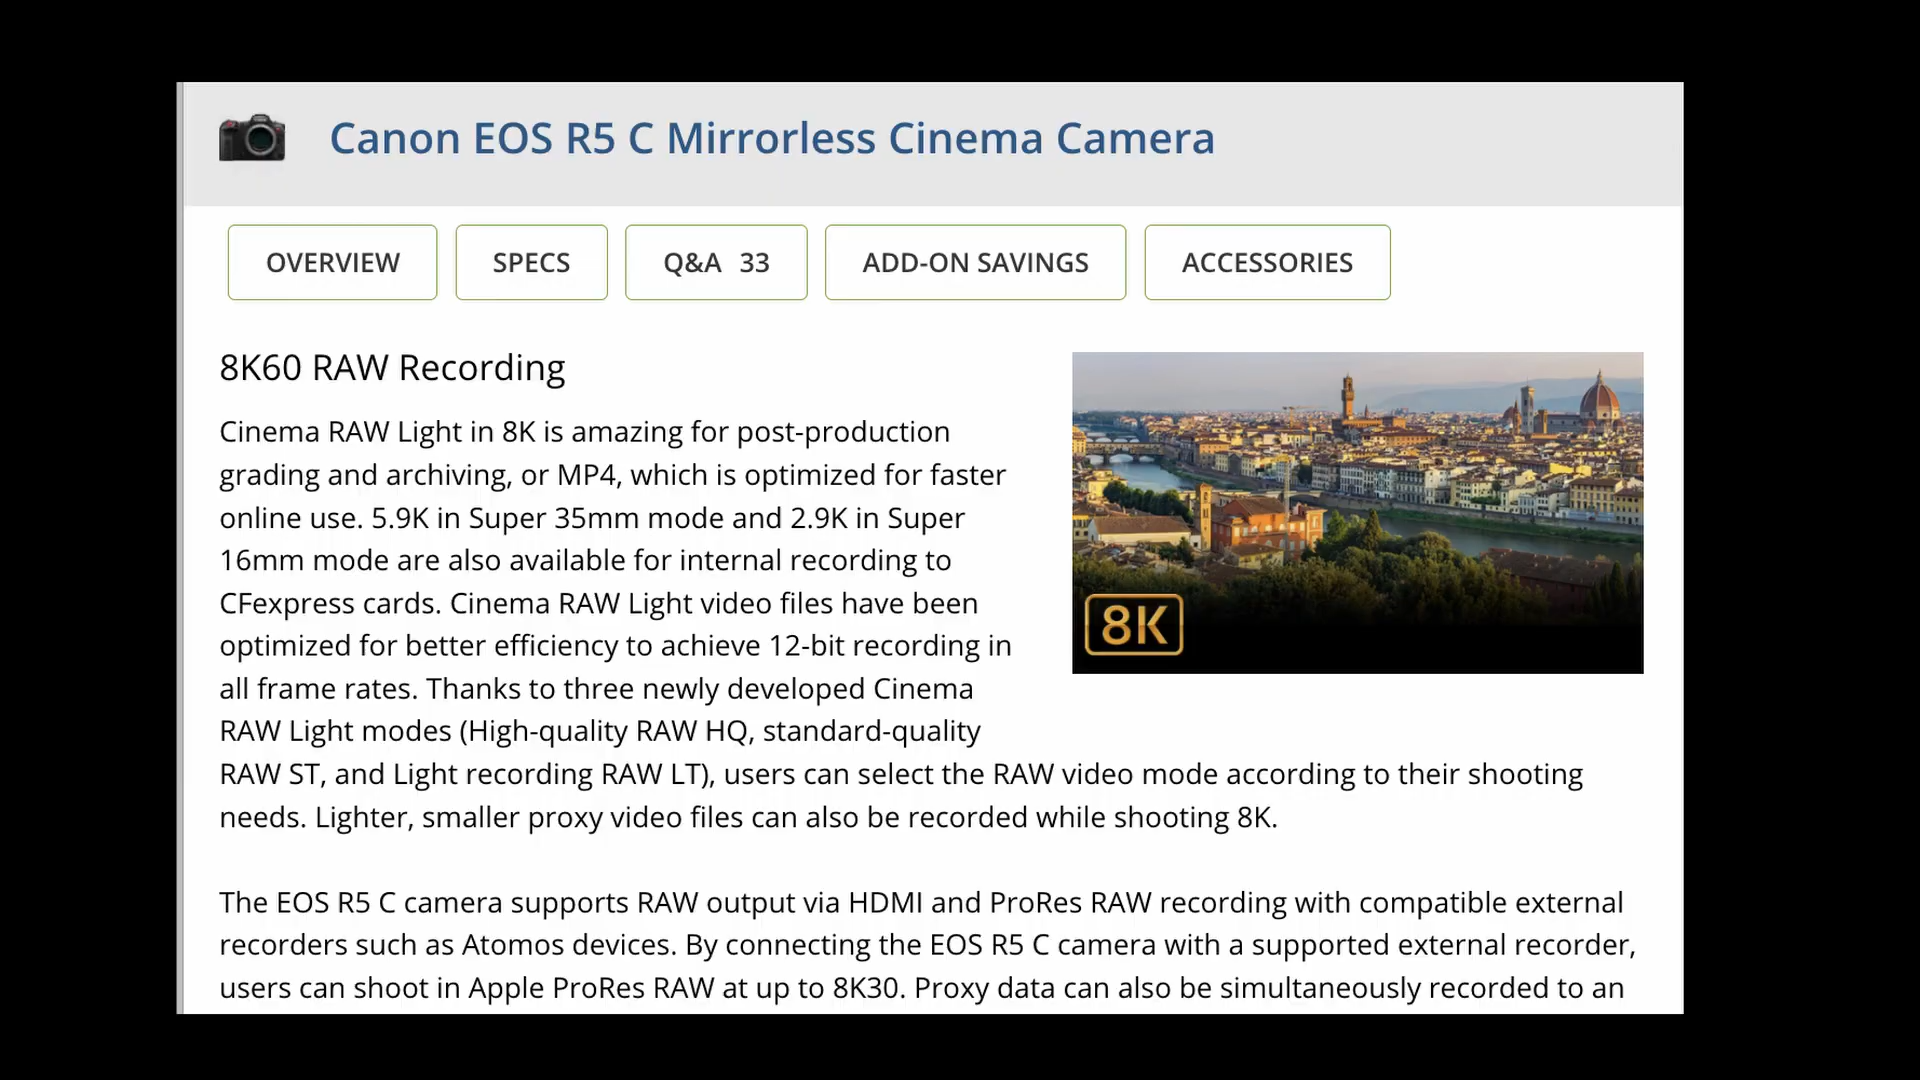 Canon EOS R5 C Mirrorless Cinema Camera
OVERVIEW
SPECS
Q&A 33
ADD-ON SAVINGS
ACCESSORIES
8K60 RAW Recording
Cinema RAW Light in 8K is amazing for post-production
grading and archiving, or MP4, which is optimized for faster
online use. 5.9K in Super 35mm mode and 2.9K in Super
16mm mode are also available for internal recording to
CFexpress cards. Cinema RAW Light video files have been
optimized for better efficiency to achieve 12-bit recording in
all frame rates. Thanks to three newly developed Cinema
RAW Light modes (High-quality RAW HQ, standard-quality
RAW ST, and Light recording RAW LT), users can select the RAW video mode according to their shooting
needs. Lighter, smaller proxy video files can also be recorded while shooting 8K.
8K
The EOS R5 C camera supports RAW output via HDMI and ProRes RAW recording with compatible external
recorders such as Atomos devices. By connecting the EOS R5 C camera with a supported external recorder,
users can shoot in Apple ProRes RAW at up to 8K30. Proxy data can also be simultaneously recorded to an